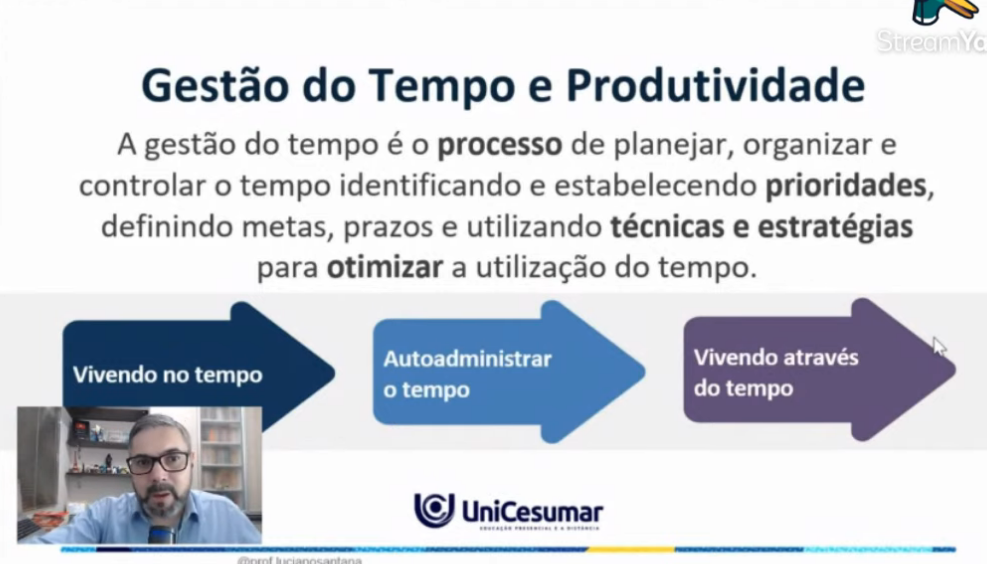 StreamYa
Gestão do Tempo e Produtividade
A gestão do tempo é o processo de planejar, organizar e
controlar o tempo identificando e estabelecendo prioridades,
definindo metas, prazos e utilizando técnicas e estratégias
para otimizar a utilização do tempo.
Vivendo no tempo
Autoadministrar
o tempo
Vivendo através
do tempo
UniCesumar
EDUCAÇÃO PRESENCIAL E A DISTÂNCIA
@prof.lucianosantana